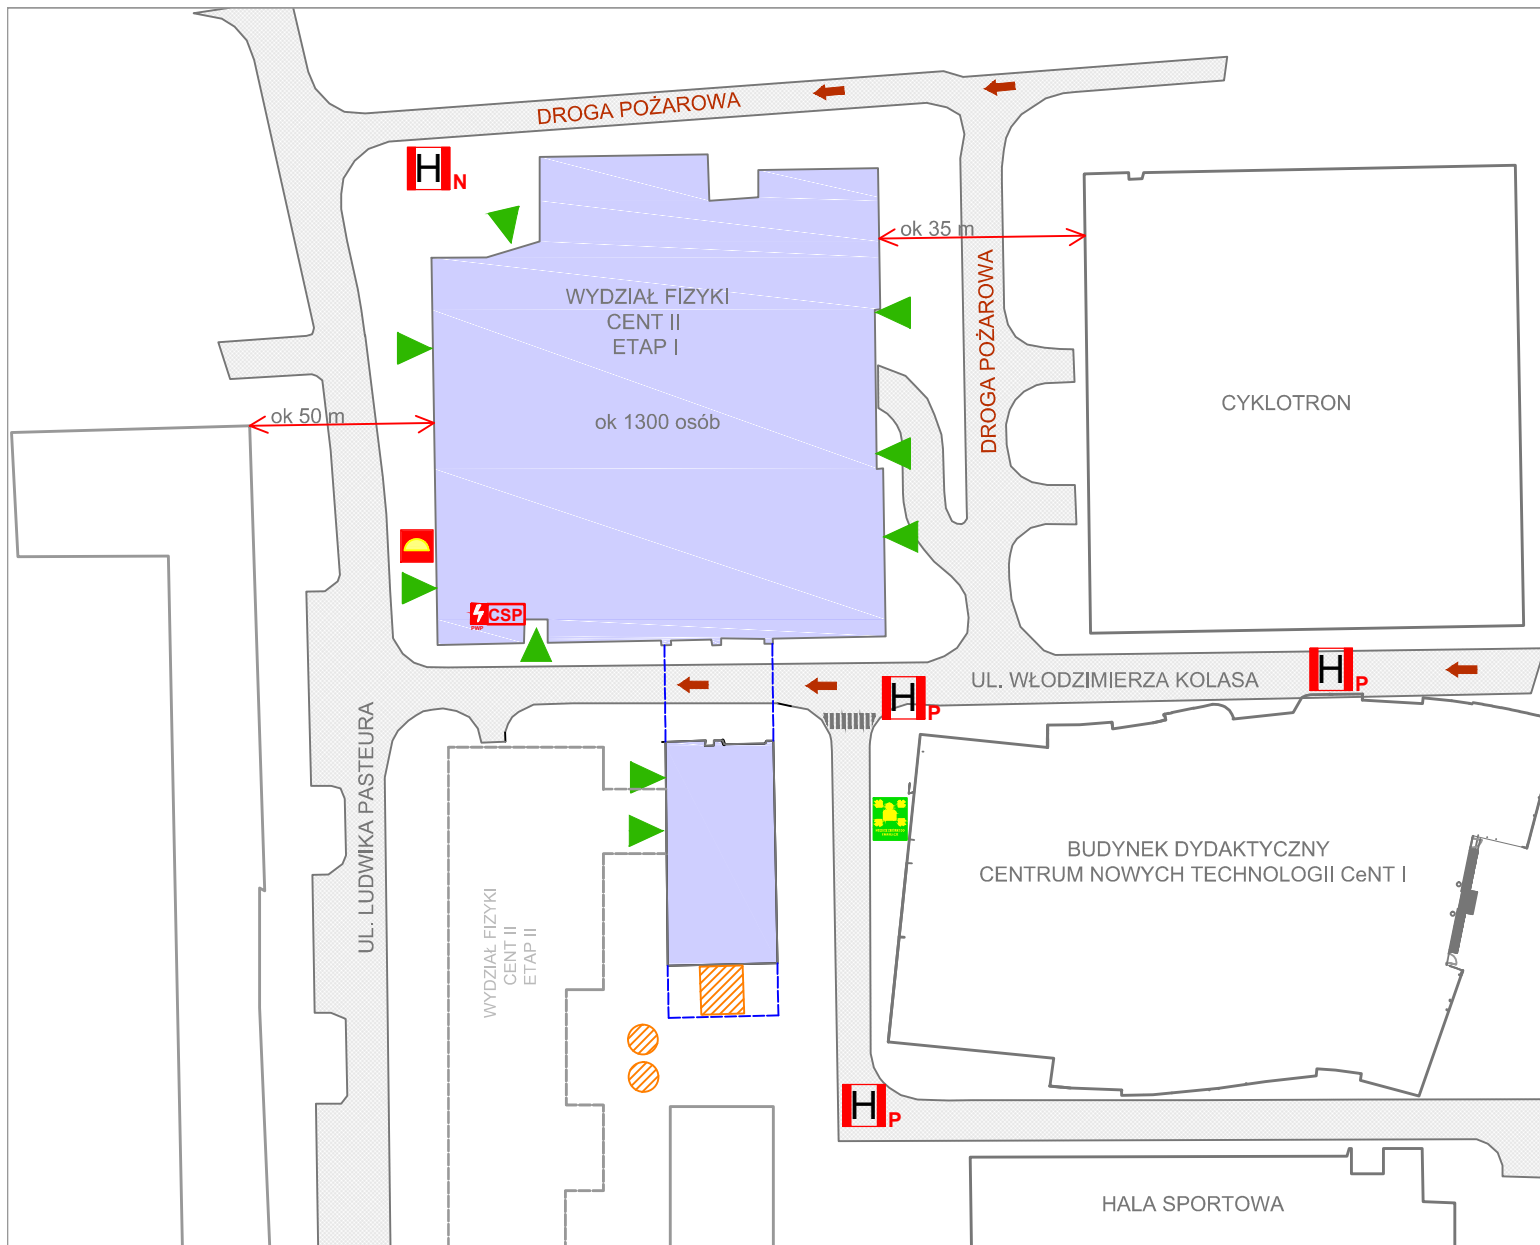 DROGA POŻAROWA
H N
ok 35 m
WYDZIAŁ FIZYKI
CENT II
ETAP I
DROGA POŻAROWA
CYKLOTRON
ok 50 m
ok 1300 osób
CSP
PWP
UL. WŁODZIMIERZA KOLASA
H P
H P
UL. LUDWIKA PASTEURA
BUDYNEK DYDAKTYCZNY
CENTRUM NOWYCH TECHNOLOGII CeNT I
WYDZIAŁ FIZYKI
CENT II
ETAP II
H P
HALA SPORTOWA